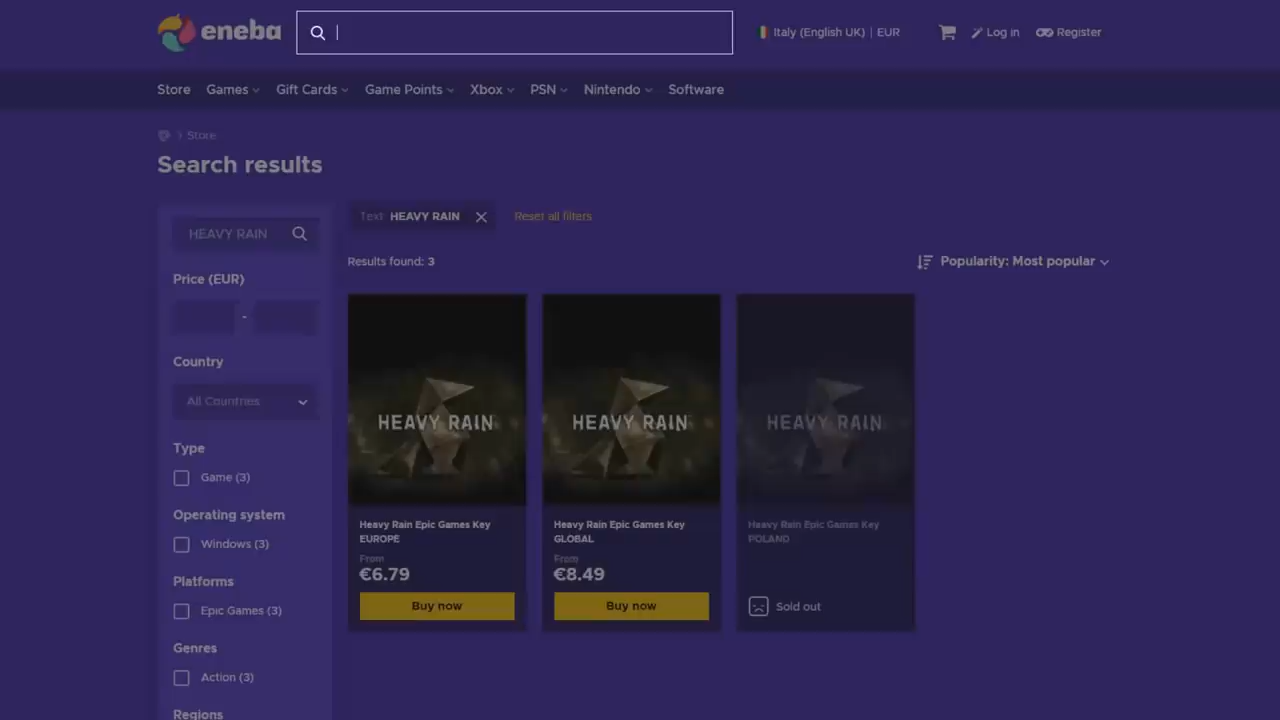 eneba
Italy (English UK) | EUR
Log in
Register
Store
Games
Gift Cards
Game Points
Xbox
PSN
Nintendo
Software
Store
Search results
HEAVY RAIN
Price (EUR)
-
Country
All Countries
Type
Game (3)
Operating system
Windows (3)
Platforms
Epic Games (3)
Genres
Action (3)
Regions
Text: HEAVY RAIN
Reset all filters
Results found: 3
Popularity: Most popular
HEAVY RAIN
Heavy Rain Epic Games Key
EUROPE
From
€6.79
Buy now
HEAVY RAIN
Heavy Rain Epic Games Key
GLOBAL
From
€8.49
Buy now
HEAVY RAIN
Heavy Rain Epic Games Key
POLAND
Sold out